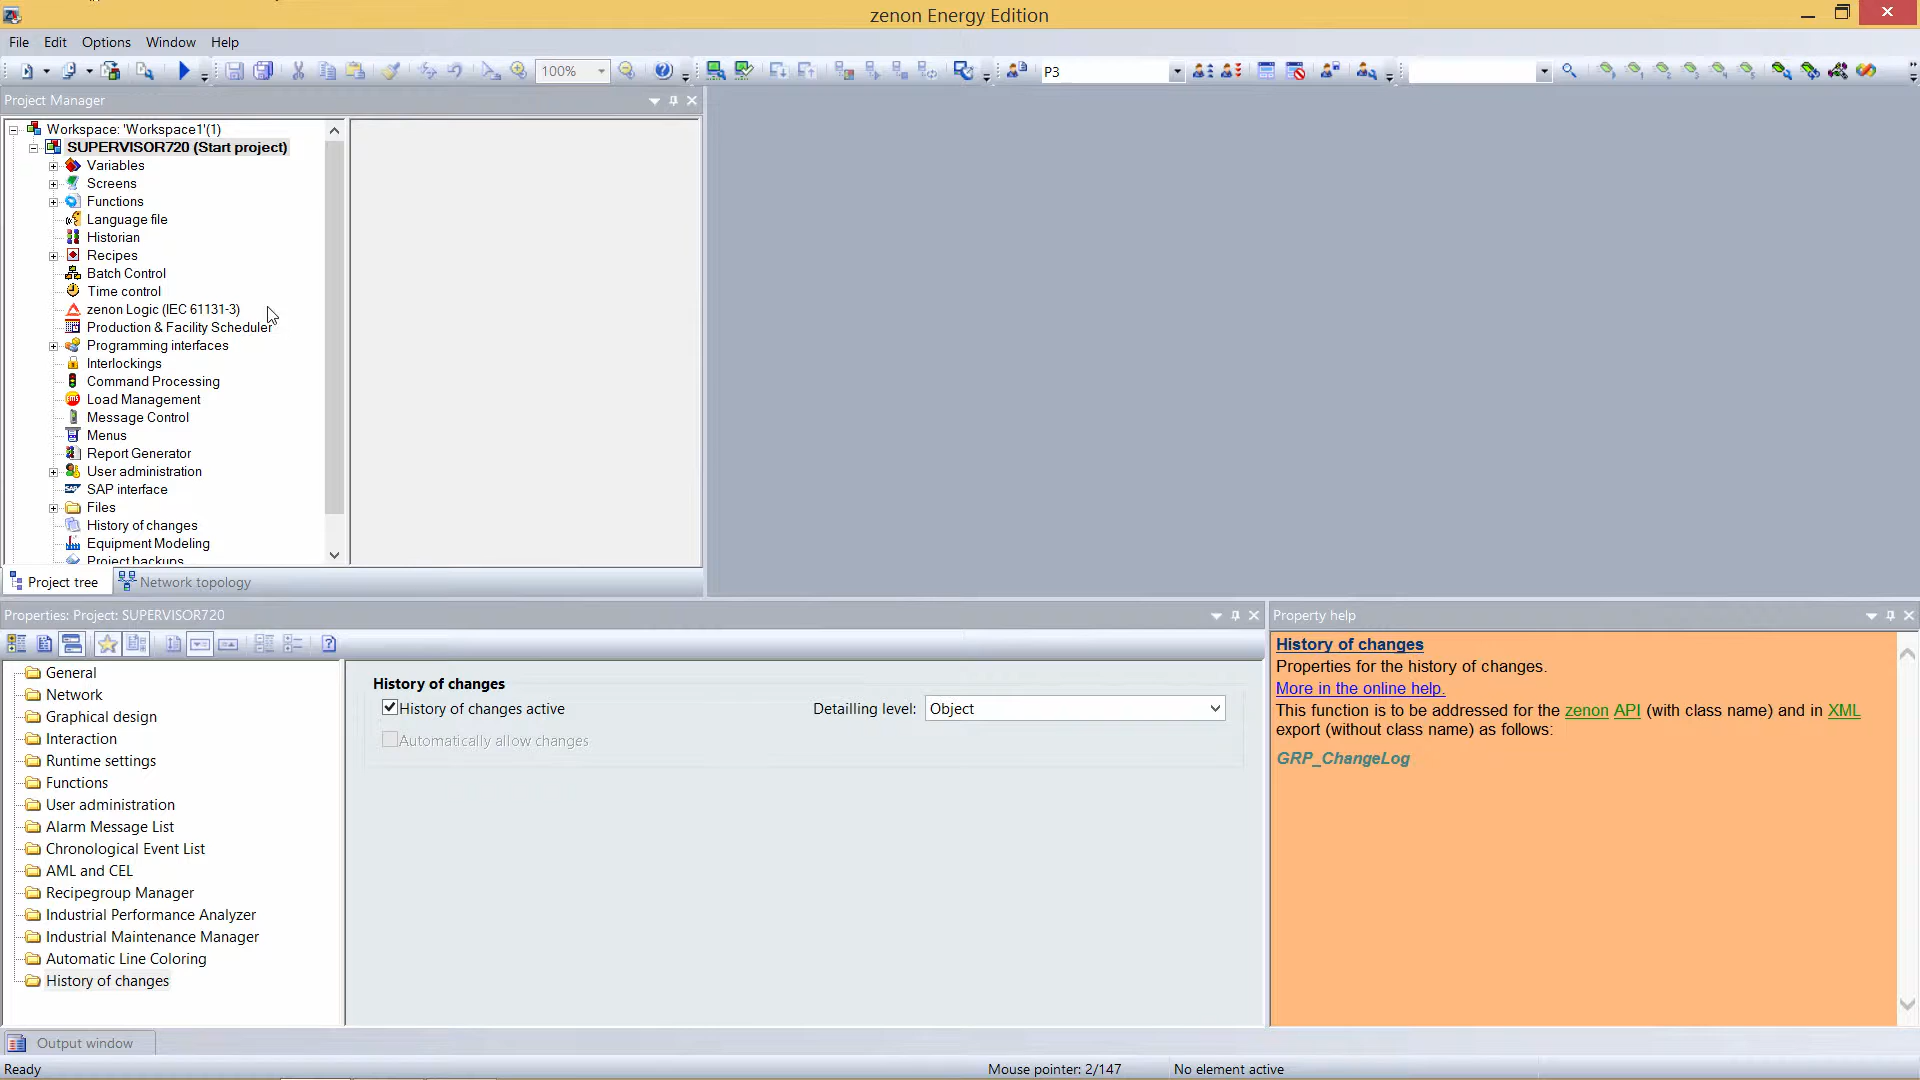 zenon Energy Edition
File Edit Options Window Help
100%
P3
Project Manager
Workspace: 'Workspace1'(1)
SUPERVISOR720 (Start project)
Variables
Screens
Functions
Language file
Historian
Recipes
Batch Control
Time control
zenon Logic (IEC 61131-3)
Production & Facility Scheduler
Programming interfaces
Interlockings
Command Processing
Load Management
Message Control
Menus
Report Generator
User administration
SAP interface
Files
History of changes
Equipment Modeling
Project backups
Project tree Network topology
Properties: Project: SUPERVISOR720
General
Network
Graphical design
Interaction
Runtime settings
Functions
User administration
Alarm Message List
Chronological Event List
AML and CEL
Recipegroup Manager
Industrial Performance Analyzer
Industrial Maintenance Manager
Automatic Line Coloring
History of changes
History of changes
History of changes active Detailling level: Object
Automatically allow changes
Property help
History of changes
Properties for the history of changes.
More in the online help.
This function is to be addressed for the zenon API (with class name) and in XML
export (without class name) as follows:
GRP_ChangeLog
Output window
Ready Mouse pointer: 2/147 No element active